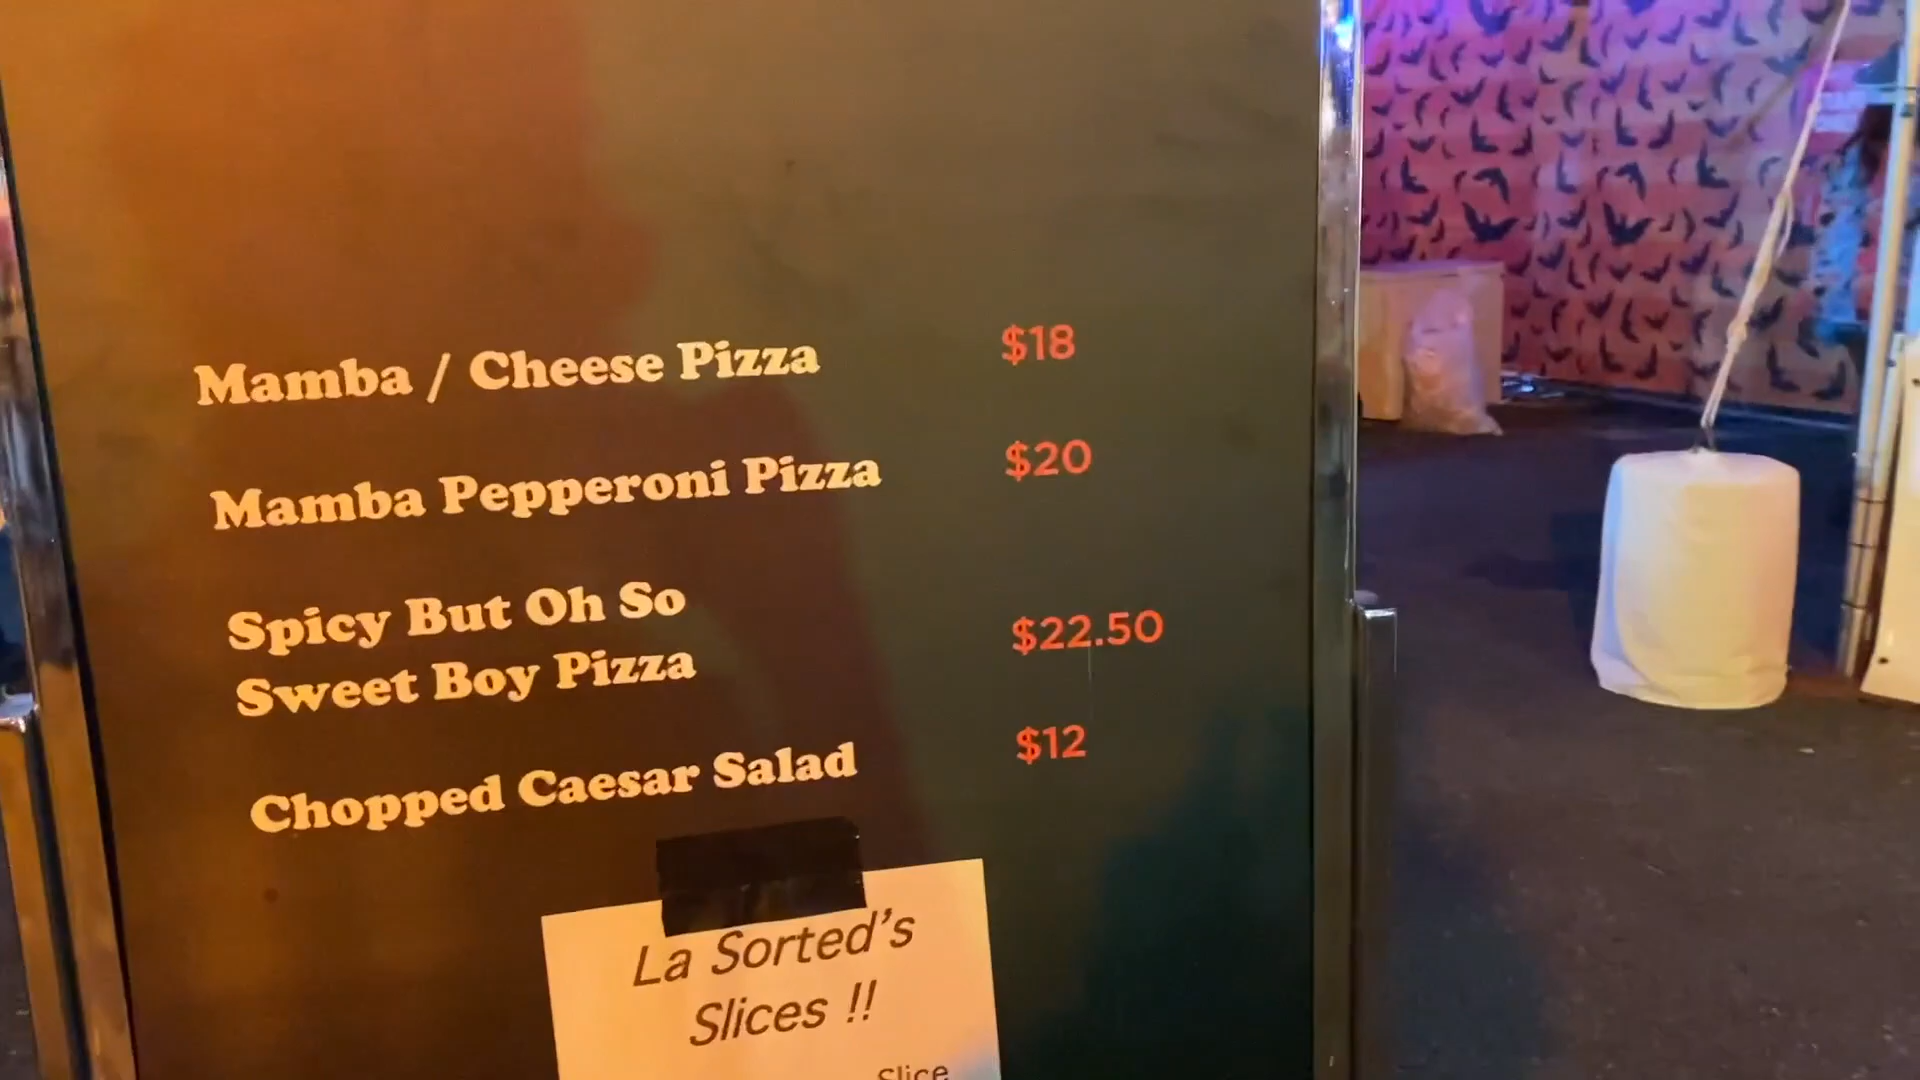 Mamba / Cheese Pizza $18
Mamba Pepperoni Pizza $20
Spicy But Oh So
Sweet Boy Pizza $22.50
Chopped Caesar Salad $12
La Sorted's
Slices !!
Slice